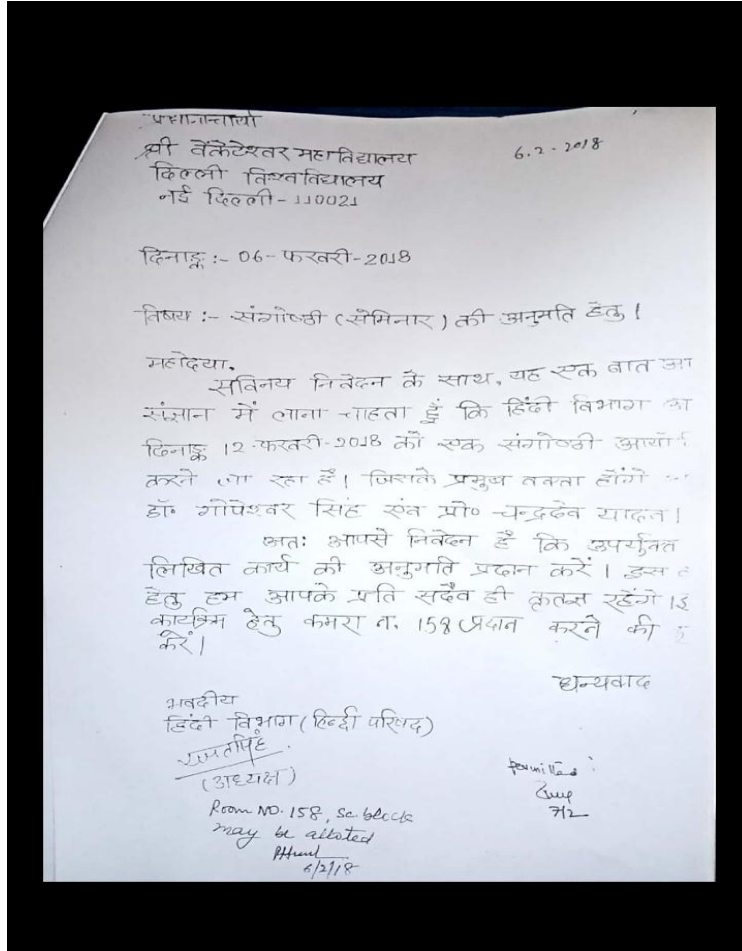 6.2-2018
श्री वेंकेटेश्वर महाविद्यालय
दिल्ली विश्वविद्यालय
नई दिल्ली-110021
दिनाङ्क :- 06-फरवरी-2018
विषय :- संगोष्ठी (सेमिनार) की अनुमति हेतु।
महोदया,
सविनय निवेदन के साथ, यह एक बात
संज्ञान में लाना चाहता हूँ कि हिंदी विभाग
दिनाङ्क 12-फरवरी-2018 को एक संगोष्ठी
करने जा रहा है। जिसके प्रमुख वक्ता होंगे
डॉ॰ गोपेश्वर सिंह एंव प्रो॰ चन्द्रदेव यादव।
अतः आपसे निवेदन है कि उपर्युक्त
लिखित कार्य की अनुमति प्रदान करें। इस
हेतु हम आपके प्रति सदैव ही कृतज्ञ रहेंगे।
कार्यक्रम हेतु कमरा न. 158 प्रदान करने की
करें।
धन्यवाद
भवदीय
हिंदी विभाग (हिन्दी परिषद)
(अध्यक्ष)
Room NO. 158, Sc. block
may be alloted
6/2/18
Permitted
7/2